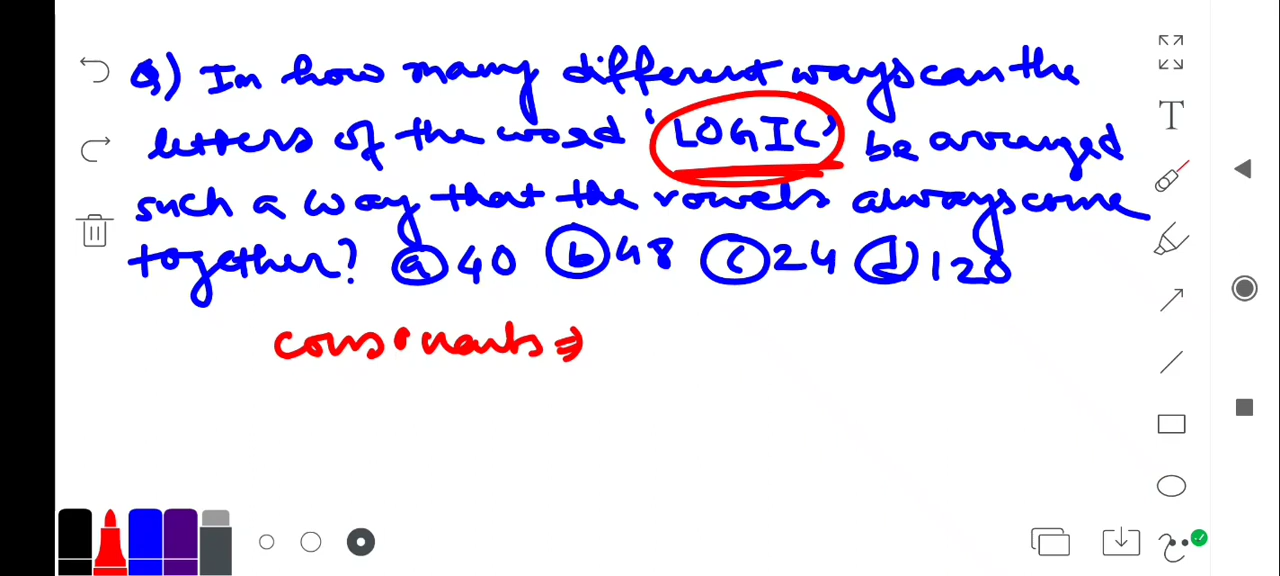 Q) In how many different ways can the
letters of the word 'LOGIC' be arranged
such a way that the vowels always come
together? (a) 40 (b) 48 (c) 24 (d) 120
consonants ⇒
T